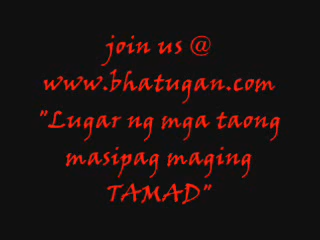 join us @
www.bhatugan.com
"Lugar ng mga taong
masipag maging
TAMAD"